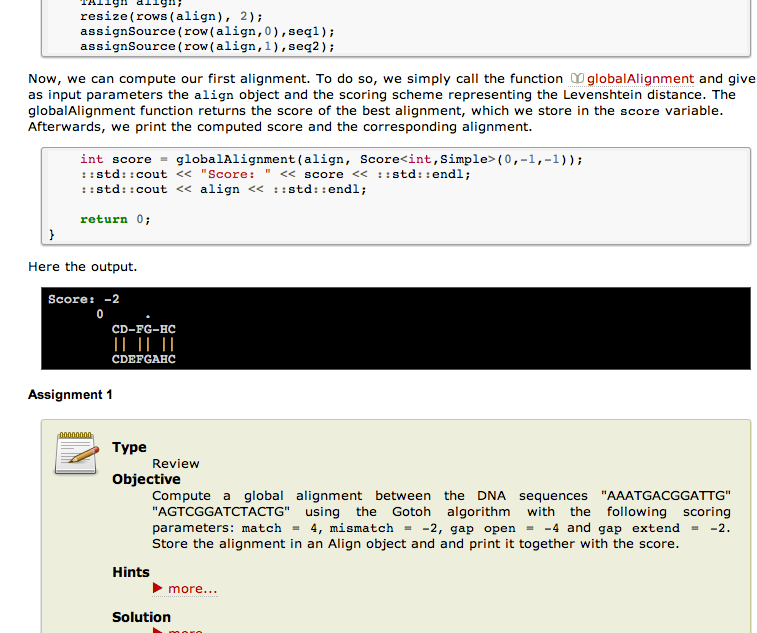 TAlign align;
resize(rows(align), 2);
assignSource(row(align,0),seq1);
assignSource(row(align,1),seq2);
Now, we can compute our first alignment. To do so, we simply call the function globalAlignment and give
as input parameters the align object and the scoring scheme representing the Levenshtein distance. The
globalAlignment function returns the score of the best alignment, which we store in the score variable.
Afterwards, we print the computed score and the corresponding alignment.
int score = globalAlignment(align, Score<int,Simple>(0,-1,-1));
::std::cout << "Score: " << score << ::std::endl;
::std::cout << align << ::std::endl;
return 0;
}
Here the output.
Score: -2
0 .
CD-FG-HC
|| || ||
CDEFGAHC
Assignment 1
Type
Review
Objective
Compute a global alignment between the DNA sequences "AAATGACGGATTG"
"AGTCGGATCTACTG" using the Gotoh algorithm with the following scoring
parameters: match = 4, mismatch = -2, gap open = -4 and gap extend = -2.
Store the alignment in an Align object and and print it together with the score.
Hints
more...
Solution
more...